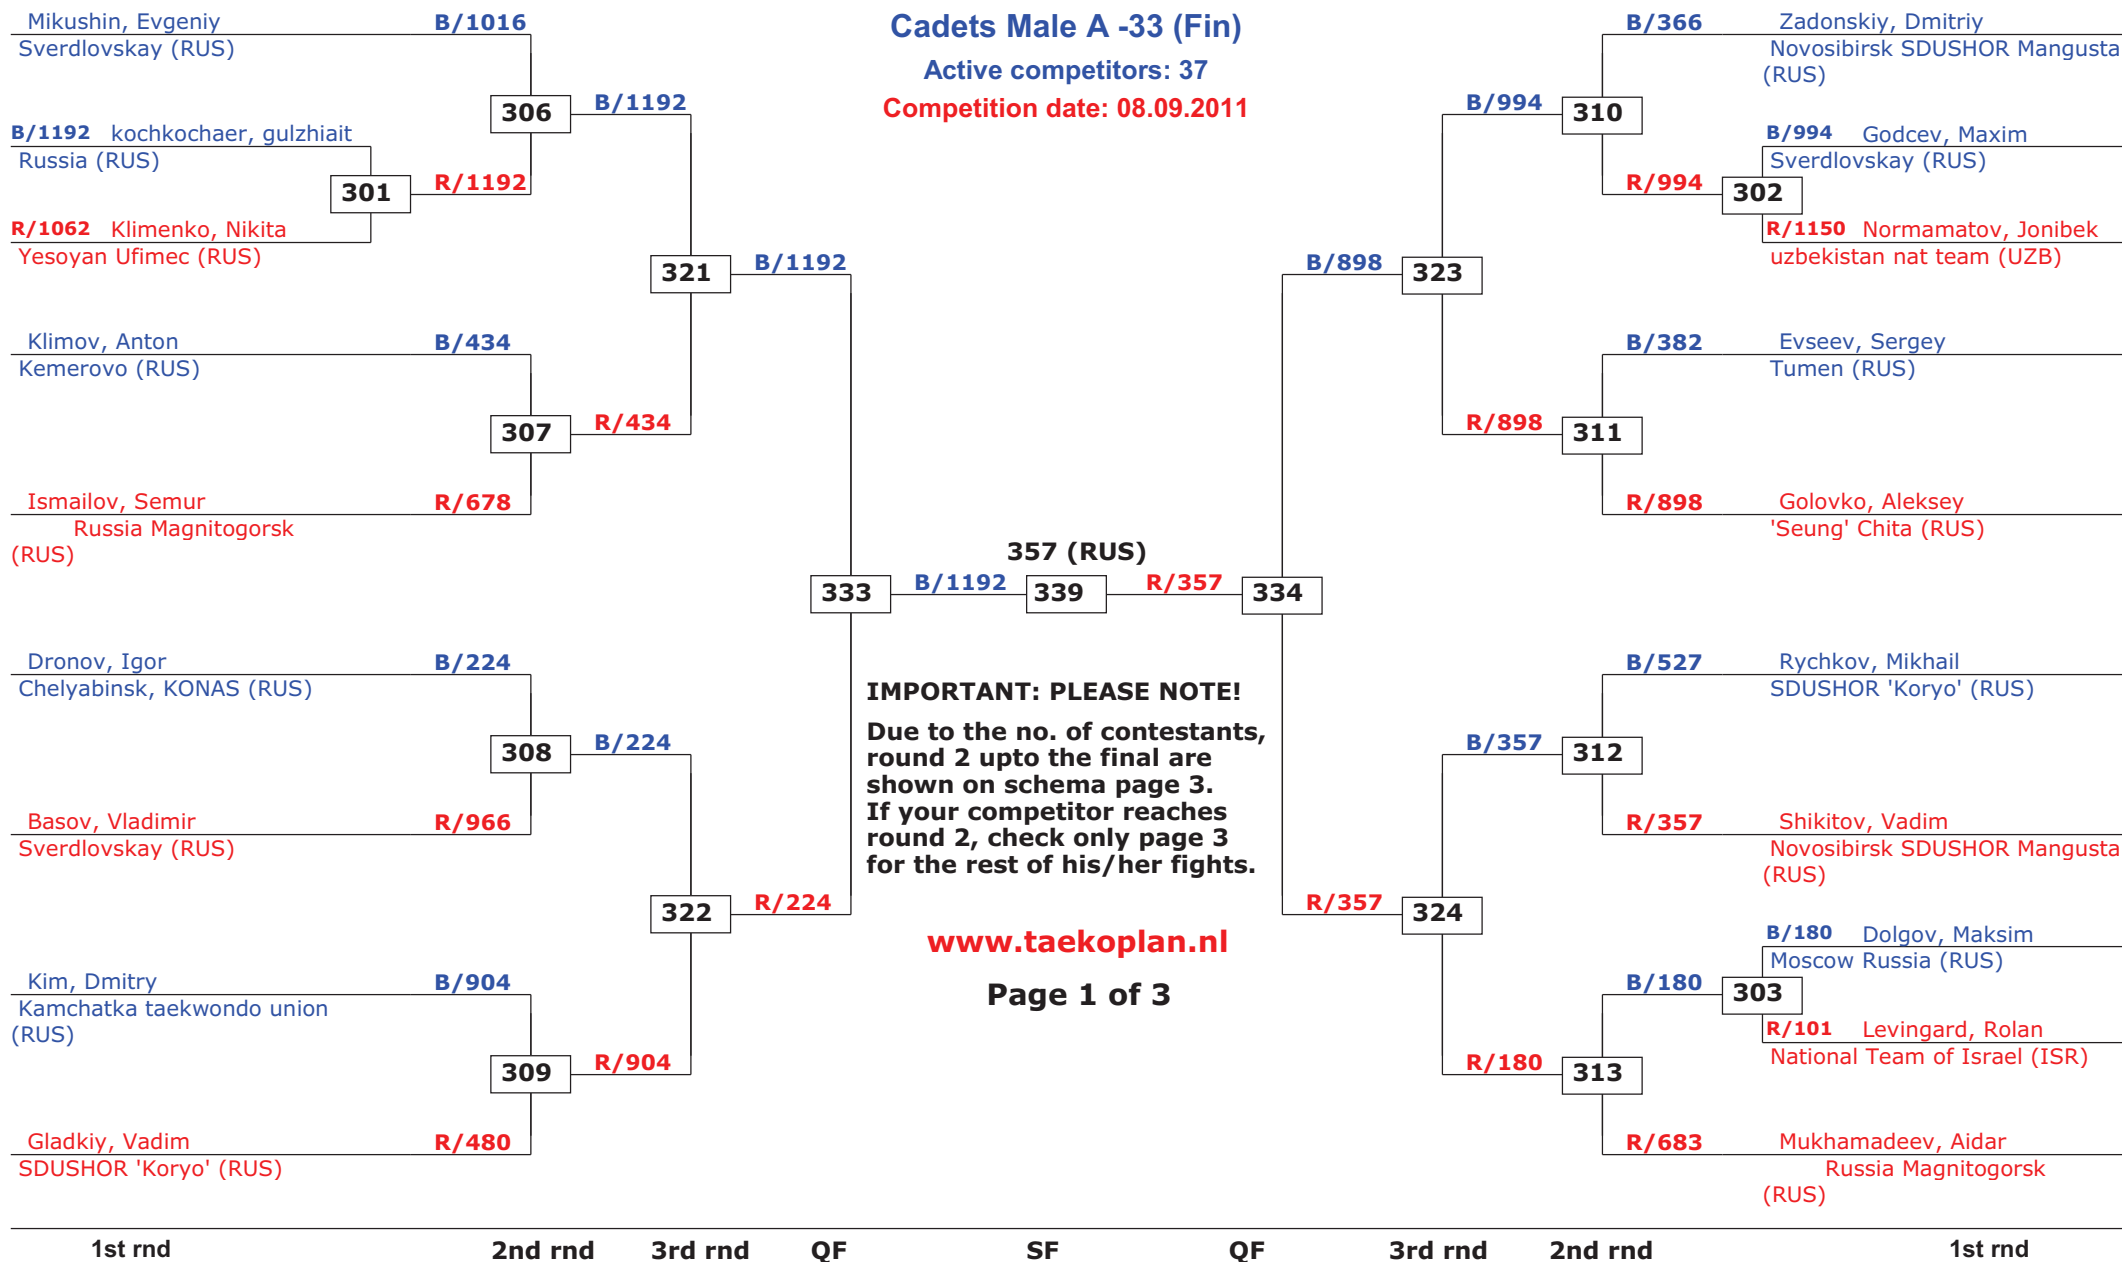 Cadets Male A -33 (Fin)
Active competitors: 37
Competition date: 08.09.2011
Mikushin, Evgeniy
B/1016
Sverdlovskay (RUS)
306
B/1192
B/1192 kochkochaer, gulzhiait
Russia (RUS)
301
R/1192
R/1062 Klimenko, Nikita
Yesoyan Ufimec (RUS)
321
B/1192
Klimov, Anton
B/434
Kemerovo (RUS)
307
R/434
Ismailov, Semur
R/678
Russia Magnitogorsk
(RUS)
333
B/1192
Dronov, Igor
B/224
Chelyabinsk, KONAS (RUS)
308
B/224
Basov, Vladimir
R/966
Sverdlovskay (RUS)
322
R/224
Kim, Dmitry
B/904
Kamchatka taekwondo union
(RUS)
309
R/904
Gladkiy, Vadim
R/480
SDUSHOR 'Koryo' (RUS)
357 (RUS)
339
R/357
334
IMPORTANT: PLEASE NOTE!
Due to the no. of contestants,
round 2 upto the final are
shown on schema page 3.
If your competitor reaches
round 2, check only page 3
for the rest of his/her fights.
www.taekoplan.nl
Page 1 of 3
B/366
Zadonskiy, Dmitriy
Novosibirsk SDUSHOR Mangusta
(RUS)
B/994
310
B/994 Godcev, Maxim
Sverdlovskay (RUS)
R/994
302
R/1150 Normamatov, Jonibek
uzbekistan nat team (UZB)
B/898
323
B/382
Evseev, Sergey
Tumen (RUS)
R/898
311
R/898
Golovko, Aleksey
'Seung' Chita (RUS)
B/527
Rychkov, Mikhail
SDUSHOR 'Koryo' (RUS)
B/357
312
R/357
Shikitov, Vadim
Novosibirsk SDUSHOR Mangusta
(RUS)
R/357
324
B/180 Dolgov, Maksim
Moscow Russia (RUS)
B/180
303
R/101 Levingard, Rolan
National Team of Israel (ISR)
R/180
313
R/683
Mukhamadeev, Aidar
Russia Magnitogorsk
(RUS)
1st rnd
2nd rnd
3rd rnd
QF
SF
QF
3rd rnd
2nd rnd
1st rnd